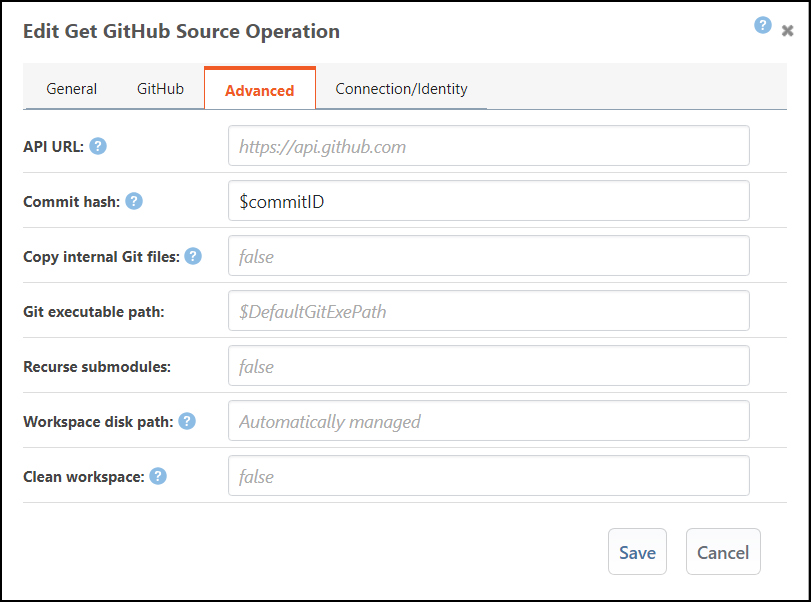 Edit Get GitHub Source Operation
? ✖
General GitHub Advanced Connection/Identity
API URL: ? https://api.github.com
Commit hash: ? $commitID
Copy internal Git files: ? false
Git executable path: $DefaultGitExePath
Recurse submodules: false
Workspace disk path: ? Automatically managed
Clean workspace: ? false
Save Cancel